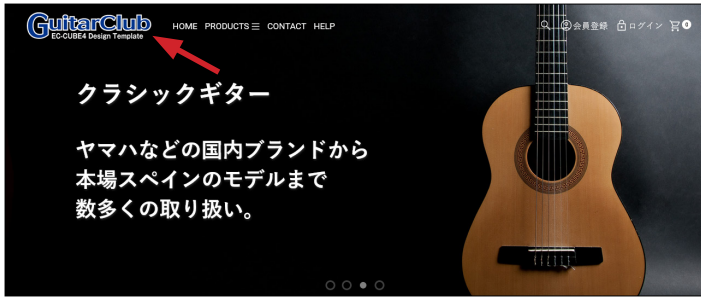 GuitarClub
EC-CUBE4 Design Template
HOME PRODUCTS CONTACT HELP
会員登録 ログイン 0
クラシックギター
ヤマハなどの国内ブランドから
本場スペインのモデルまで
数多くの取り扱い。